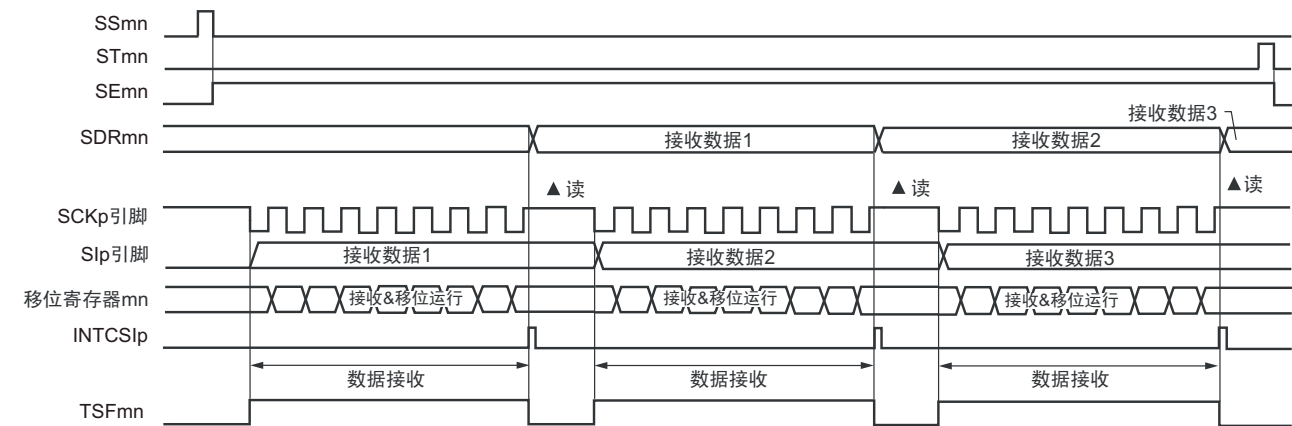 SSmn
STmn
SEmn
接收数据3
SDRmn
接收数据1
接收数据2
▲读
▲读
▲读
SCKp引脚
SIp引脚
接收数据1
接收数据2
接收数据3
移位寄存器mn
接收&移位运行
接收&移位运行
接收&移位运行
INTCSIp
数据接收
数据接收
数据接收
TSFmn